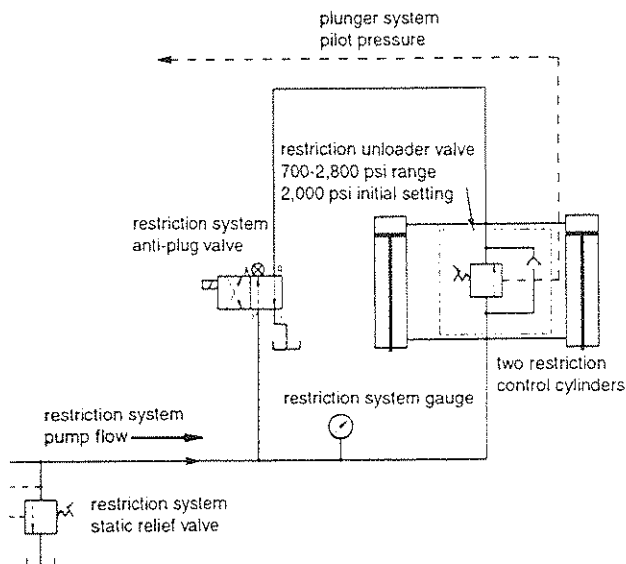 plunger system
pilot pressure
restriction unloader valve
700-2,800 psi range
2,000 psi initial setting
restriction system
anti-plug valve
two restriction
control cylinders
restriction system gauge
restriction system
pump flow
restriction system
static relief valve